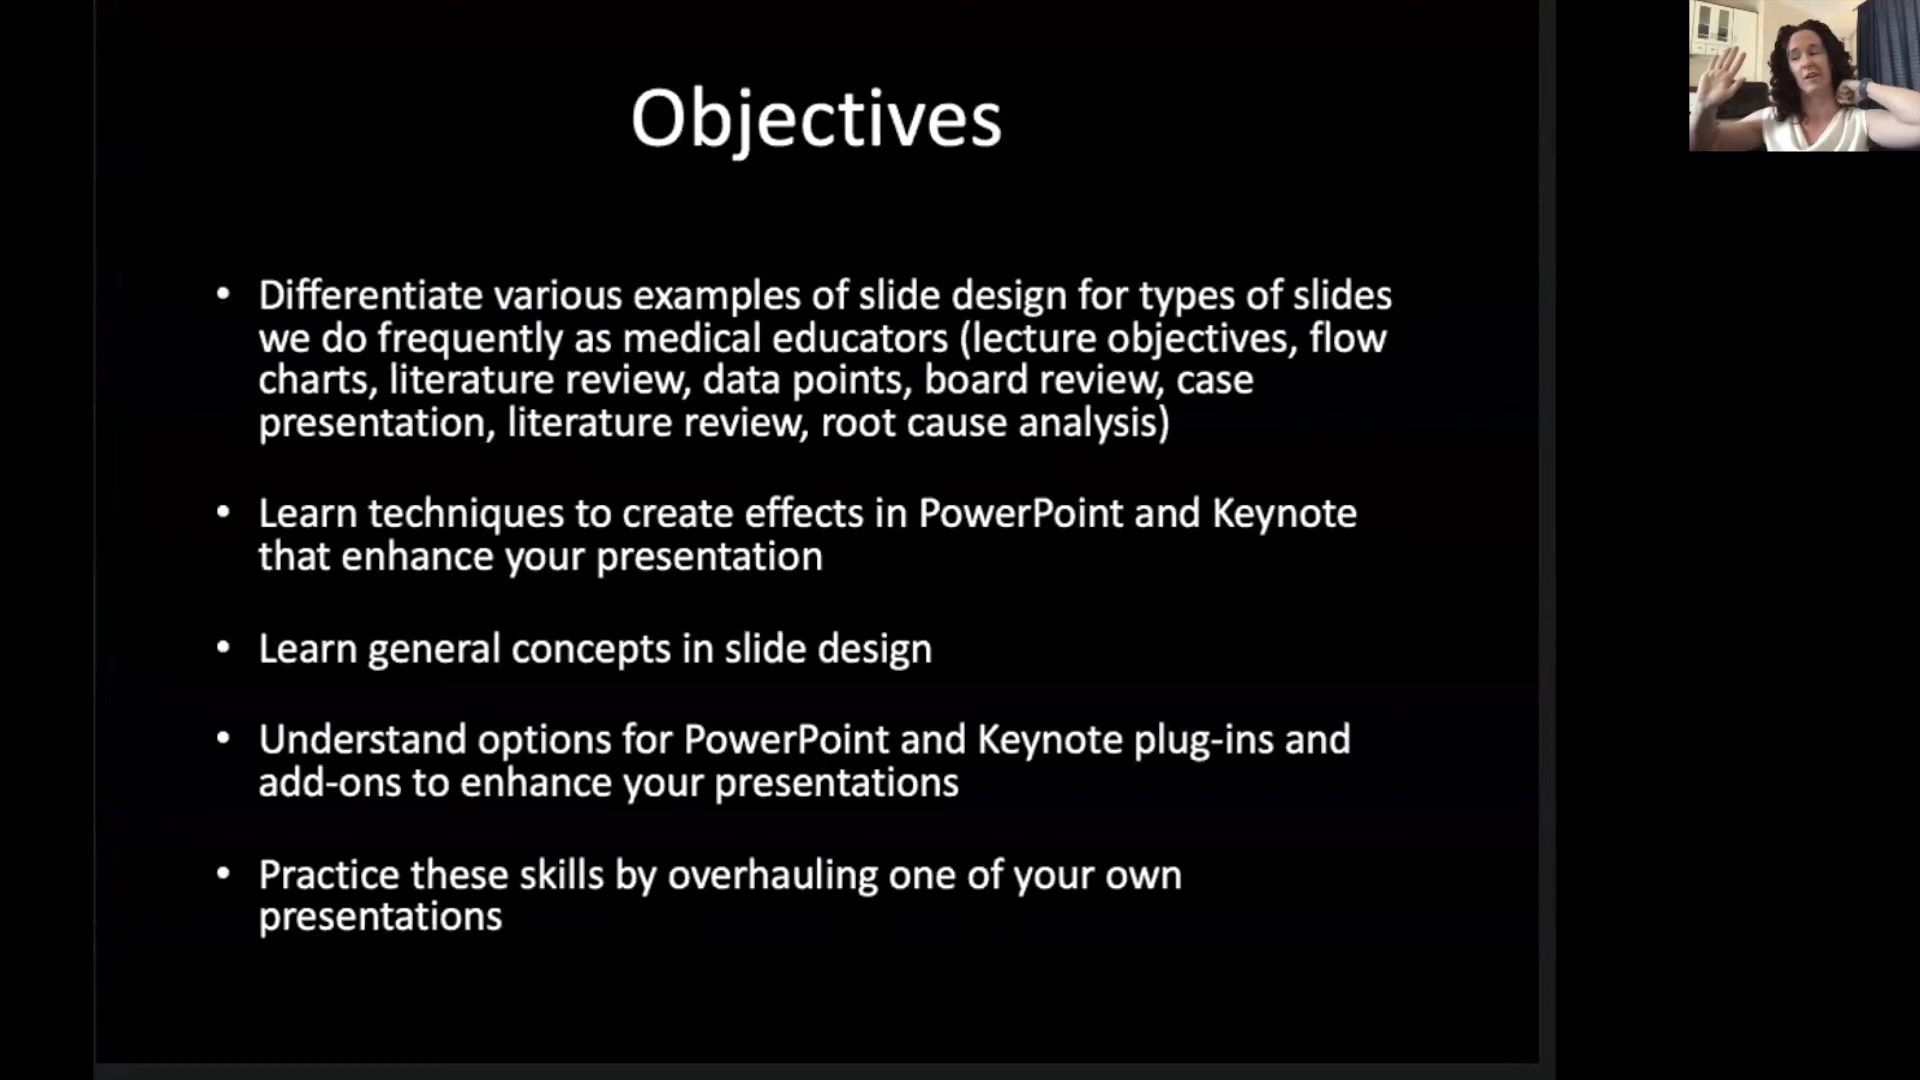 Objectives
• Differentiate various examples of slide design for types of slides
we do frequently as medical educators (lecture objectives, flow
charts, literature review, data points, board review, case
presentation, literature review, root cause analysis)
• Learn techniques to create effects in PowerPoint and Keynote
that enhance your presentation
• Learn general concepts in slide design
• Understand options for PowerPoint and Keynote plug-ins and
add-ons to enhance your presentations
• Practice these skills by overhauling one of your own
presentations